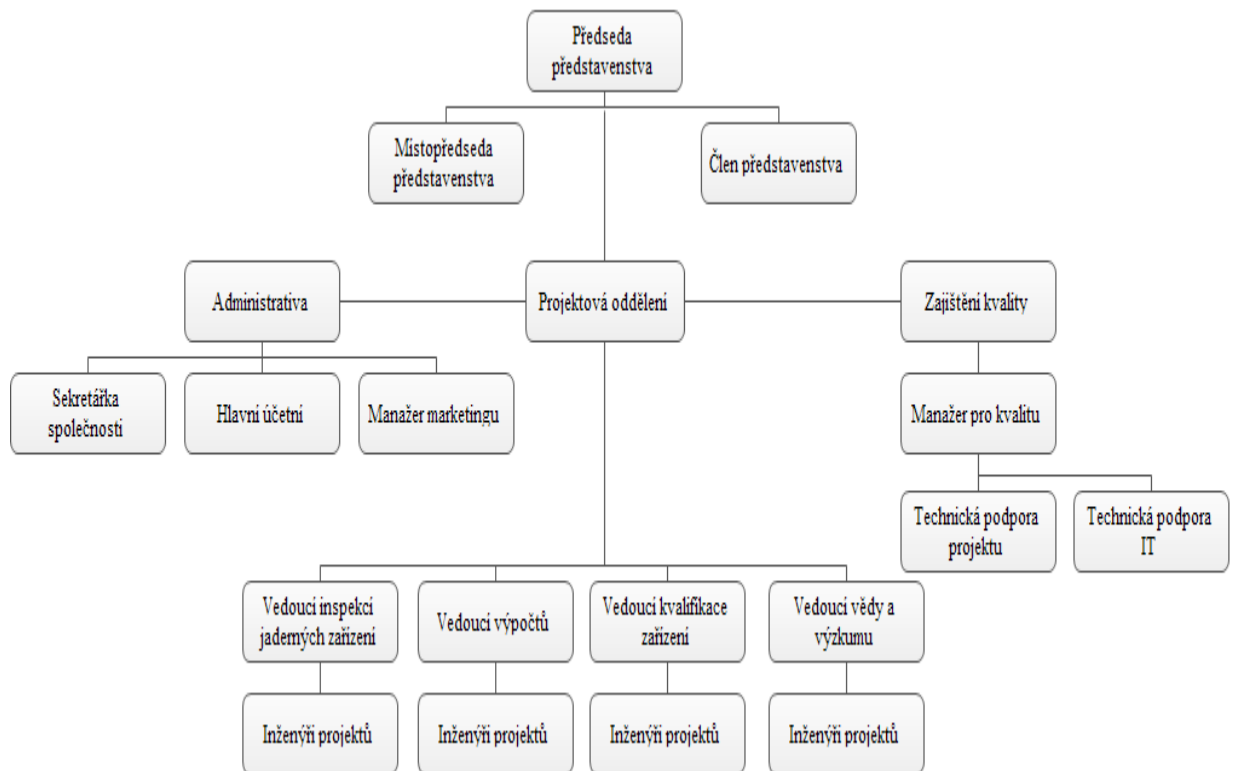 Předseda
představenstva
Místopředseda
představenstva
Člen představenstva
Administrativa
Projektová oddělení
Zajištění kvality
Sekretářka
společnosti
Hlavní účetní
Manažer marketingu
Manažer pro kvalitu
Technická podpora
projektu
Technická podpora
IT
Vedoucí inspekcí
jaderných zařízení
Vedoucí výpočtů
Vedoucí kvalifikace
zařízení
Vedoucí vědy a
výzkumu
Inženýři projektů
Inženýři projektů
Inženýři projektů
Inženýři projektů